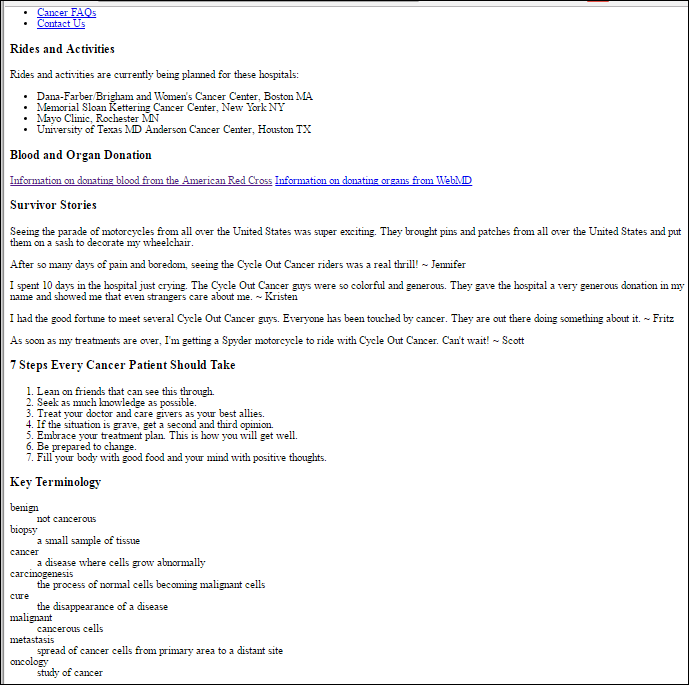 Cancer FAQs
Contact Us
Rides and Activities
Rides and activities are currently being planned for these hospitals:
Dana-Farber/Brigham and Women's Cancer Center, Boston MA
Memorial Sloan Kettering Cancer Center, New York NY
Mayo Clinic, Rochester MN
University of Texas MD Anderson Cancer Center, Houston TX
Blood and Organ Donation
Information on donating blood from the American Red Cross Information on donating organs from WebMD
Survivor Stories
Seeing the parade of motorcycles from all over the United States was super exciting. They brought pins and patches from all over the United States and put
them on a sash to decorate my wheelchair.
After so many days of pain and boredom, seeing the Cycle Out Cancer riders was a real thrill! ~ Jennifer
I spent 10 days in the hospital just crying. The Cycle Out Cancer guys were so colorful and generous. They gave the hospital a very generous donation in my
name and showed me that even strangers care about me. ~ Kristen
I had the good fortune to meet several Cycle Out Cancer guys. Everyone has been touched by cancer. They are out there doing something about it. ~ Fritz
As soon as my treatments are over, I'm getting a Spyder motorcycle to ride with Cycle Out Cancer. Can't wait! ~ Scott
7 Steps Every Cancer Patient Should Take
1. Lean on friends that can see this through.
2. Seek as much knowledge as possible.
3. Treat your doctor and care givers as your best allies.
4. If the situation is grave, get a second and third opinion.
5. Embrace your treatment plan. This is how you will get well.
6. Be prepared to change.
7. Fill your body with good food and your mind with positive thoughts.
Key Terminology
benign
not cancerous
biopsy
a small sample of tissue
cancer
a disease where cells grow abnormally
carcinogenesis
the process of normal cells becoming malignant cells
cure
the disappearance of a disease
malignant
cancerous cells
metastasis
spread of cancer cells from primary area to a distant site
oncology
study of cancer